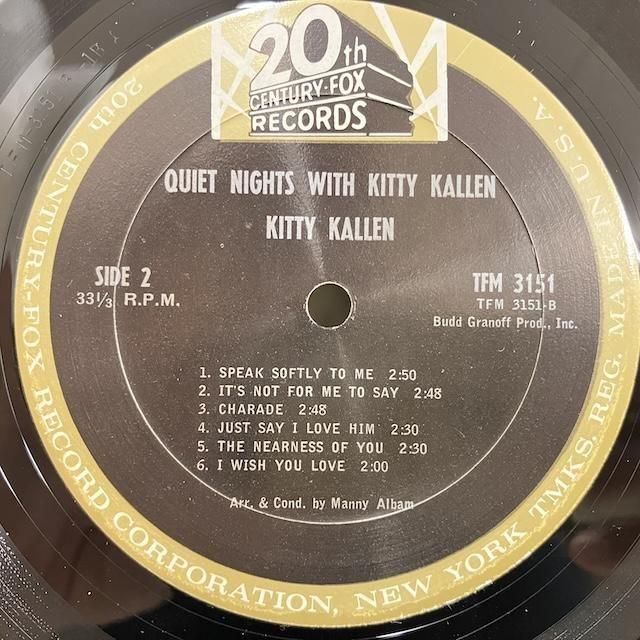 20th
CENTURY-FOX
RECORDS
QUIET NIGHTS WITH KITTY KALLEN
KITTY KALLEN
SIDE 2
33⅓ R.P.M.
TFM 3151
TFM 3151-B
Budd Granoff Prod., Inc.
1. SPEAK SOFTLY TO ME 2:50
2. IT'S NOT FOR ME TO SAY 2:48
3. CHARADE 2:48
4. JUST SAY I LOVE HIM 2:30
5. THE NEARNESS OF YOU 2:30
6. I WISH YOU LOVE 2:00
Arr. & Cond. by Manny Albam
20th CENTURY-FOX RECORD CORPORATION, NEW YORK TMKS. REG. MADE IN U.S.A.